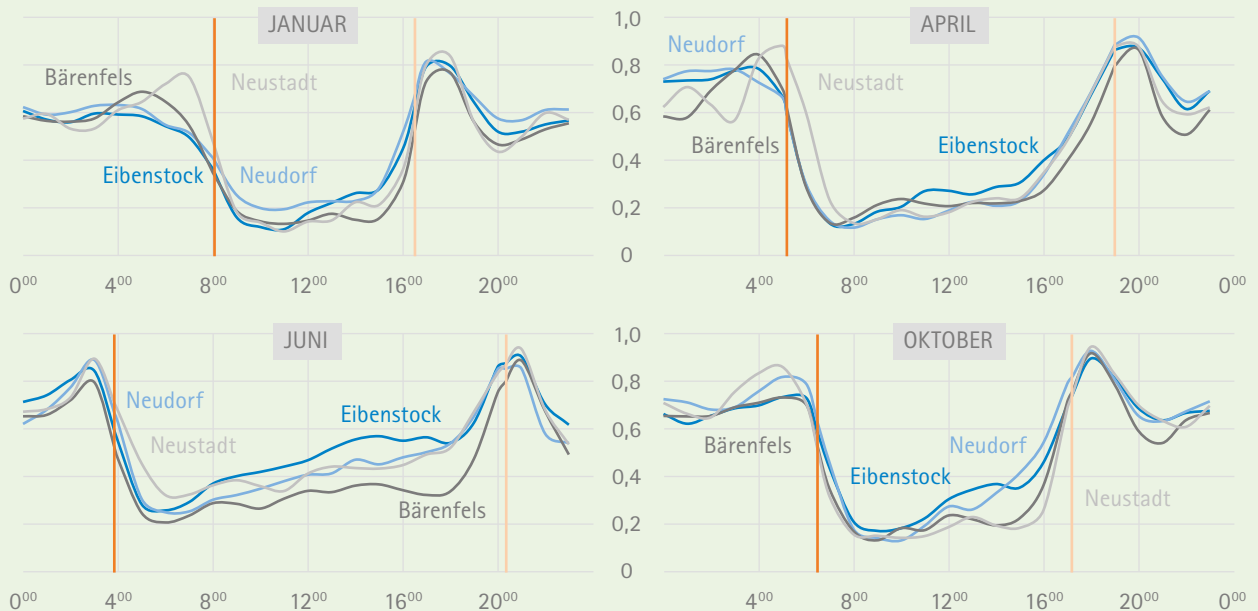 JANUAR
Bärenfels
Neustadt
Eibenstock
Neudorf
0⁰⁰ 4⁰⁰ 8⁰⁰ 12⁰⁰ 16⁰⁰ 20⁰⁰
1,0
0,8
0,6
0,4
0,2
0
APRIL
Neudorf
Neustadt
Bärenfels
Eibenstock
4⁰⁰ 8⁰⁰ 12⁰⁰ 16⁰⁰ 20⁰⁰ 0⁰⁰
JUNI
Neudorf
Neustadt
Eibenstock
Bärenfels
0⁰⁰ 4⁰⁰ 8⁰⁰ 12⁰⁰ 16⁰⁰ 20⁰⁰
1,0
0,8
0,6
0,4
0,2
0
OKTOBER
Bärenfels
Neudorf
Eibenstock
Neustadt
4⁰⁰ 8⁰⁰ 12⁰⁰ 16⁰⁰ 20⁰⁰ 0⁰⁰